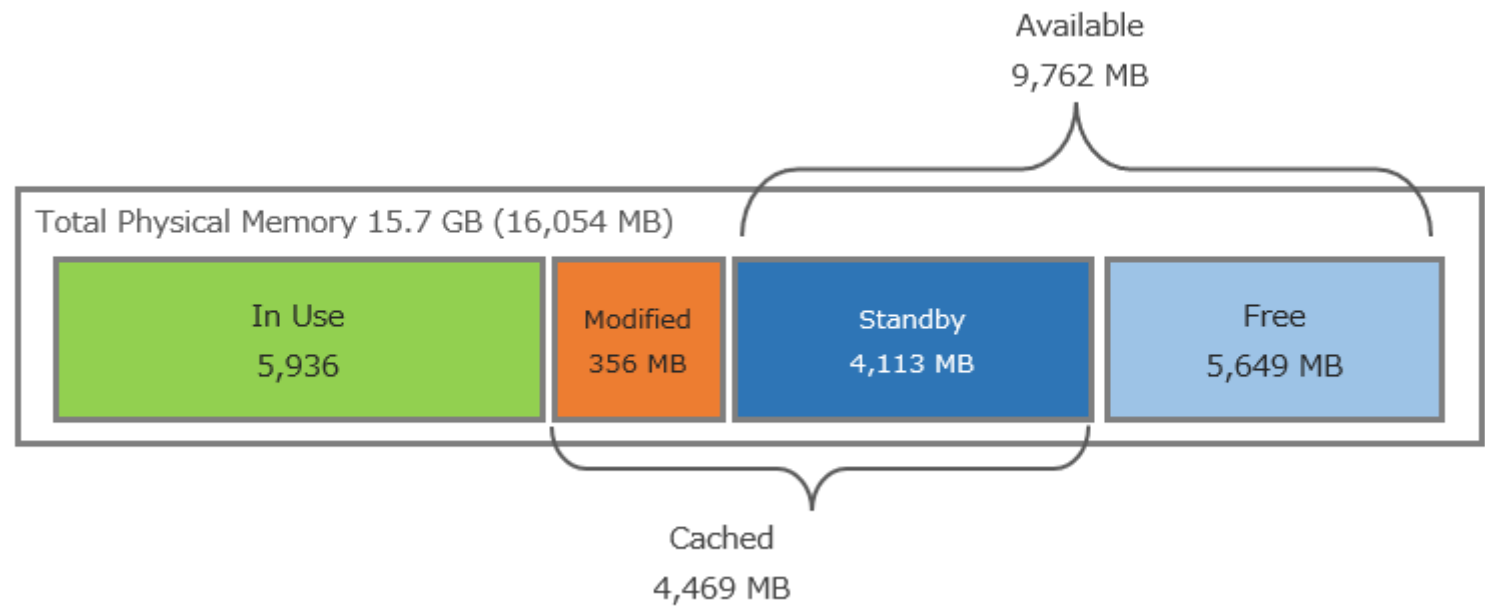 Available
9,762 MB
Total Physical Memory 15.7 GB (16,054 MB)
In Use
5,936
Modified
356 MB
Standby
4,113 MB
Free
5,649 MB
Cached
4,469 MB